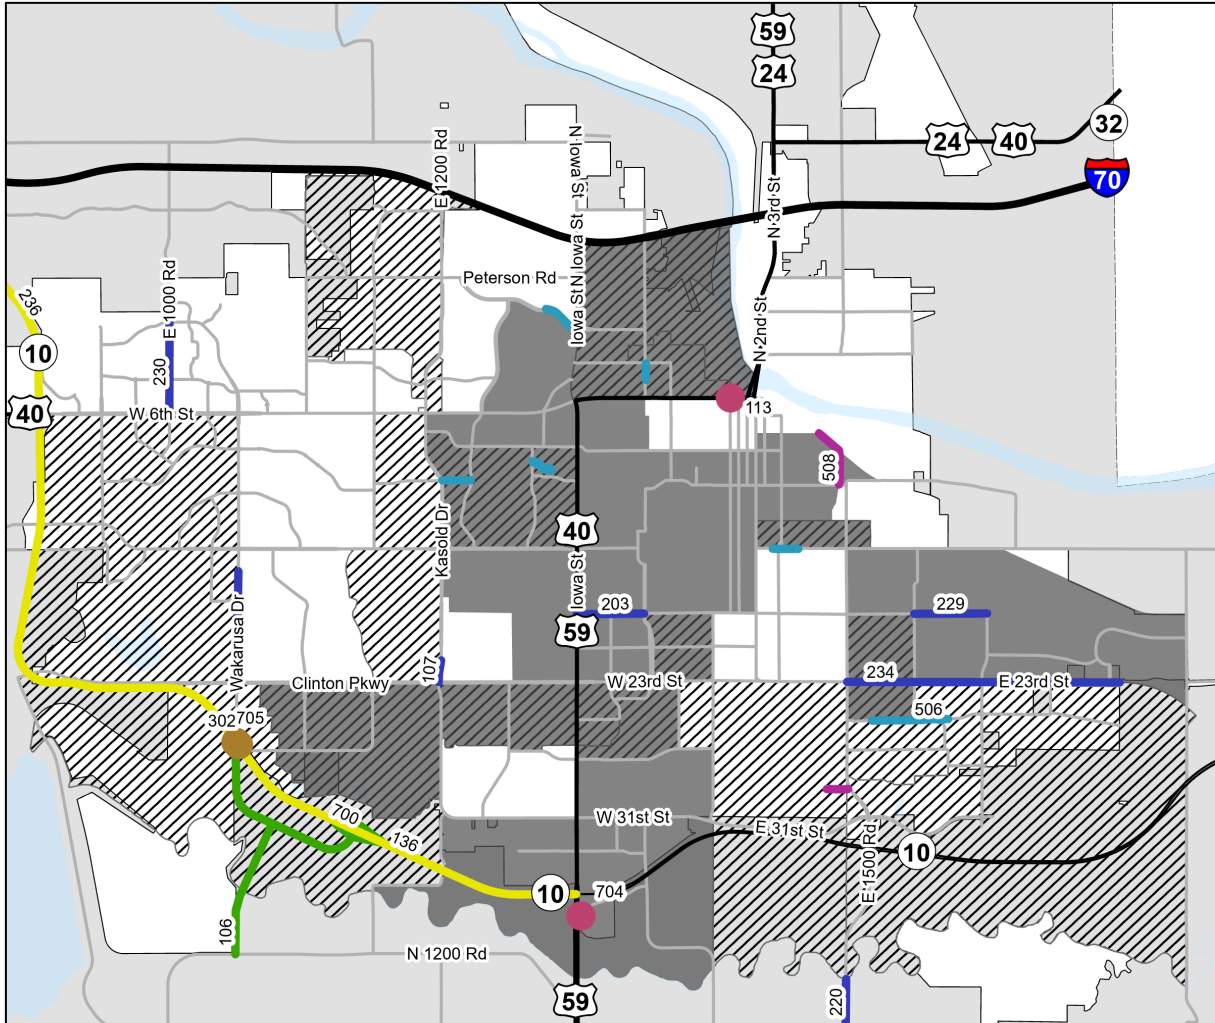 59
24
24
40
32
70
E 1200 Rd
N Iowa St
N 3rd St
N Iowa St
Peterson Rd
E 1000 Rd
236
10
Iowa St
N 2nd St
230
40
W 6th St
113
508
Kasold Dr
40
Iowa St
203
229
59
Wakarusa Dr
107
Clinton Pkwy
W 23rd St
234
E 23rd St
302
705
506
700
136
W 31st St
E 31st St
E 1500 Rd
10
10
704
106
N 1200 Rd
59
220